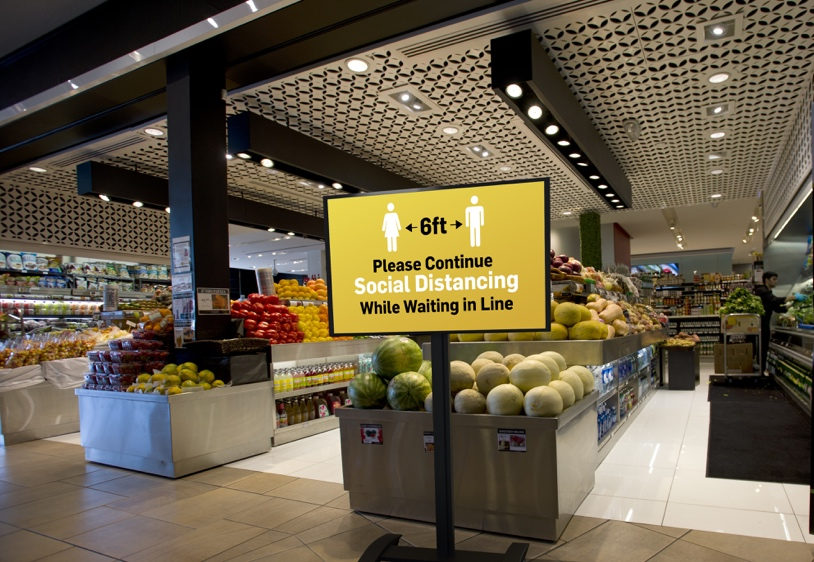 6ft
Please Continue
Social Distancing
While Waiting in Line